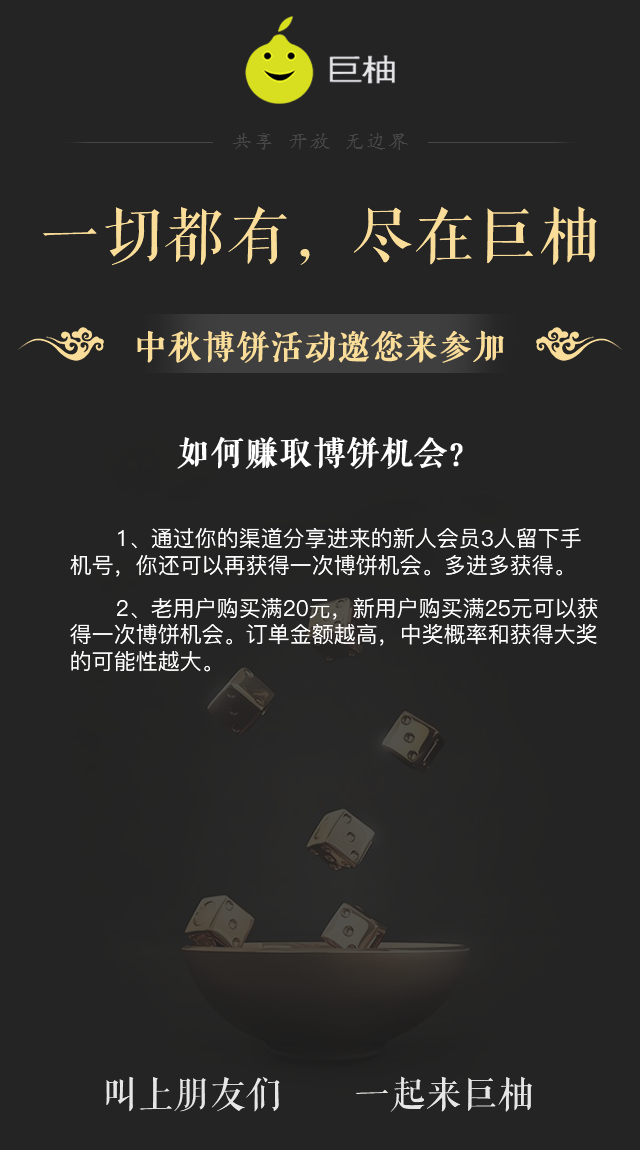 巨柚
共享 开放 无边界
一切都有，尽在巨柚
中秋博饼活动邀您来参加
如何赚取博饼机会?
1、通过你的渠道分享进来的新人会员3人留下手
机号，你还可以再获得一次博饼机会。多进多获得。
2、老用户购买满20元，新用户购买满25元可以获
得一次博饼机会。订单金额越高，中奖概率和获得大奖
的可能性越大。
叫上朋友们 一起来巨柚